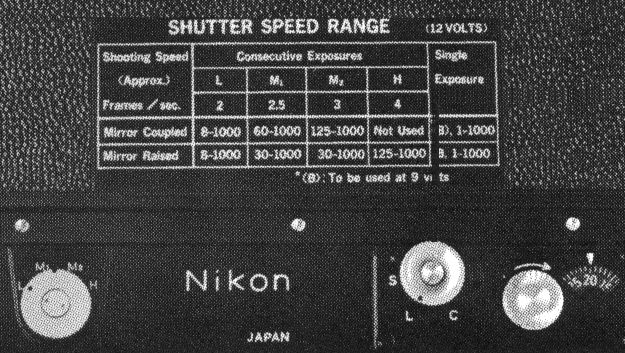 SHUTTER SPEED RANGE (12 VOLTS)
Shooting Speed Consecutive Exposures Single
(Approx.) L M₁ M₂ H Exposure
Frames / sec. 2 2.5 3 4
Mirror Coupled 8-1000 60-1000 125-1000 Not Used (B), 1-1000
Mirror Raised 8-1000 30-1000 30-1000 125-1000 B, 1-1000
*(B): To be used at 9 v ts
L M₁ M₂ H
Nikon
JAPAN
S L C
15 20 25